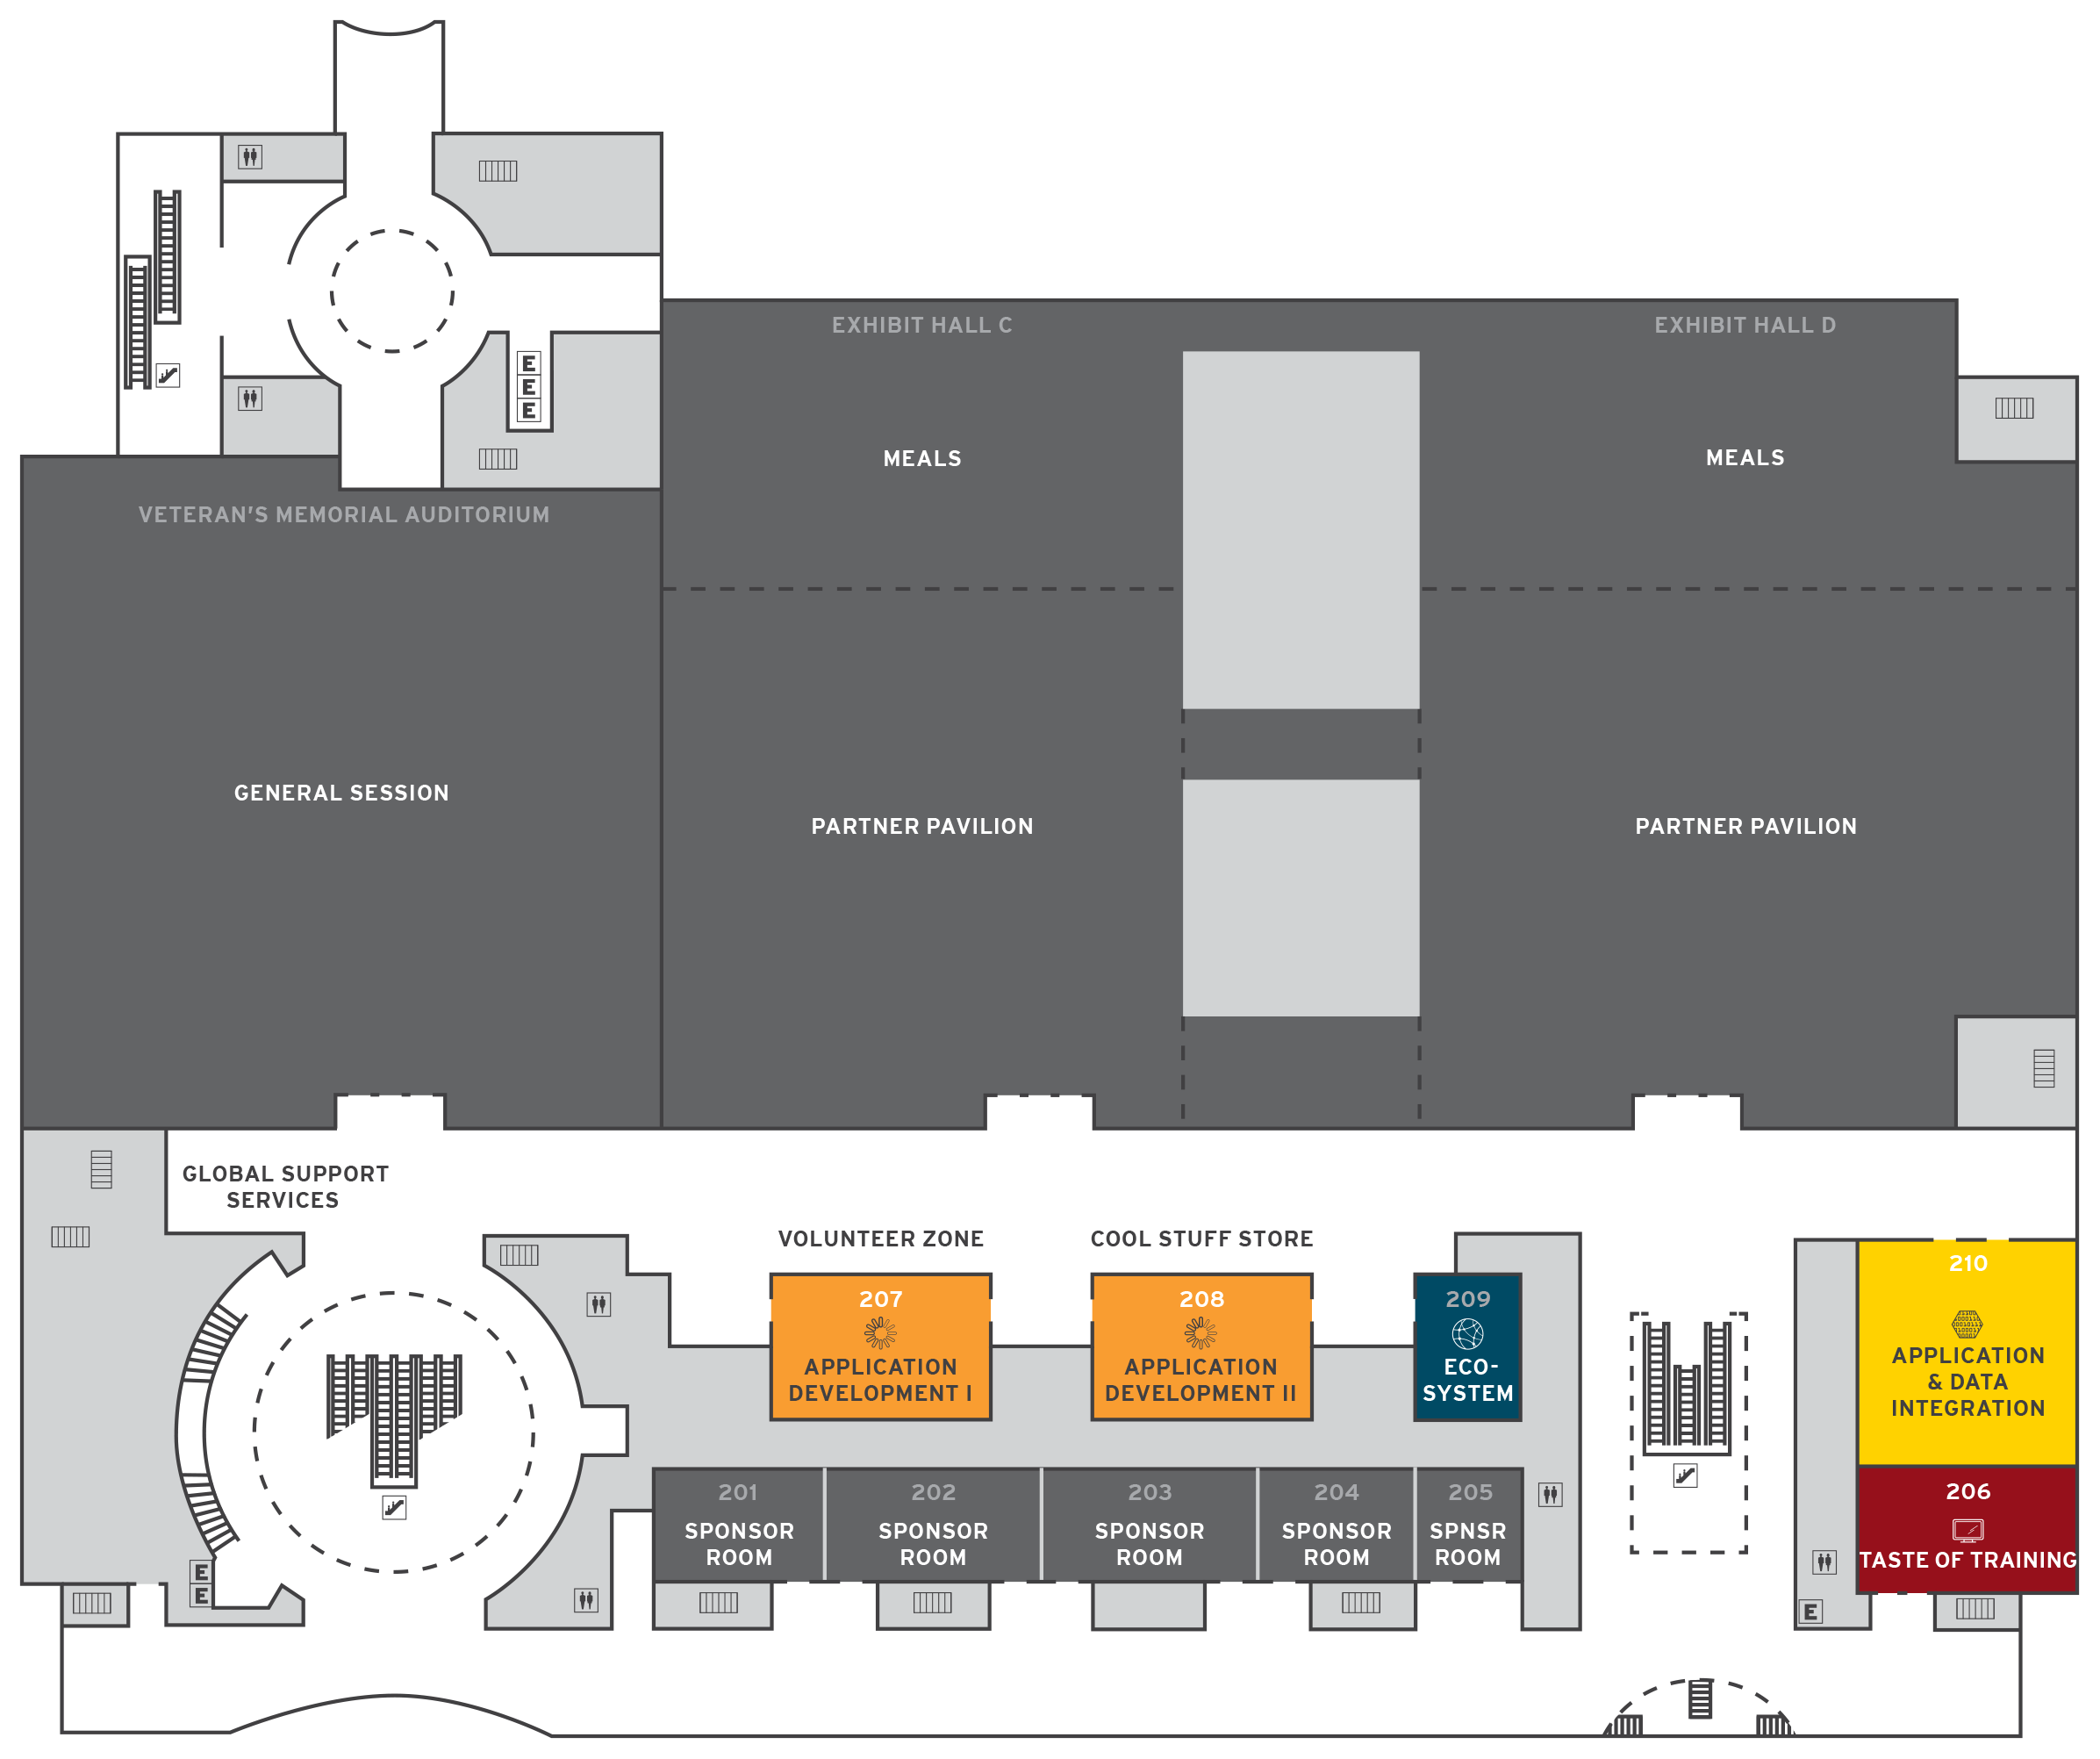 E
E
E
EXHIBIT HALL C
EXHIBIT HALL D
MEALS
MEALS
VETERAN'S MEMORIAL AUDITORIUM
GENERAL SESSION
PARTNER PAVILION
PARTNER PAVILION
GLOBAL SUPPORT
SERVICES
VOLUNTEER ZONE
COOL STUFF STORE
207
APPLICATION
DEVELOPMENT I
208
APPLICATION
DEVELOPMENT II
209
ECO-
SYSTEM
210
APPLICATION
& DATA
INTEGRATION
201
SPONSOR
ROOM
202
SPONSOR
ROOM
203
SPONSOR
ROOM
204
SPONSOR
ROOM
205
SPNSR
ROOM
206
TASTE OF TRAINING
E
E
E